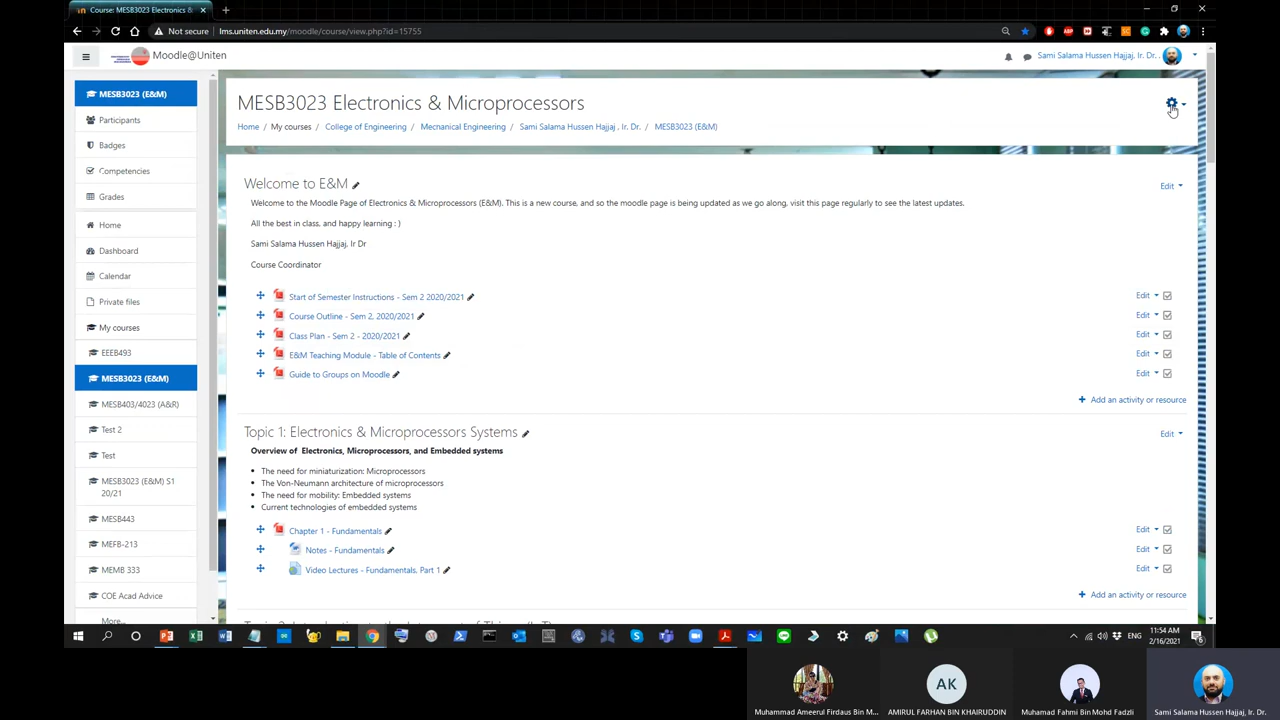 Course: MESB3023 Electronics &
Not secure
lms.uniten.edu.my/moodle/course/view.php?id=15755
Moodle@Uniten
Sami Salama Hussen Hajjaj, Ir. Dr. .
MESB3023 (E&M)
Participants
Badges
Competencies
Grades
Home
Dashboard
Calendar
Private files
My courses
EEEB493
MESB3023 (E&M)
MESB403/4023 (A&R)
Test 2
Test
MESB3023 (E&M) S1
20/21
MESB443
MEFB-213
MEMB 333
COE Acad Advice
More...
MESB3023 Electronics & Microprocessors
Home / My courses / College of Engineering / Mecnanical Engineering / Sami Salama Hussen Hajjaj , Ir. Dr. / MESB3023 (E&M)
Welcome to E&M
Edit
Welcome to the Moodle Page of Electronics & Microprocessors (E&M). This is a new course, and so the moodle page is being updated as we go along, visit this page regularly to see the latest updates.
All the best in class, and happy learning : )
Sami Salama Hussen Hajjaj, Ir Dr
Course Coordinator
Start of Semester Instructions - Sem 2 2020/2021
Edit
Course Outline - Sem 2, 2020/2021
Edit
Class Plan - Sem 2 - 2020/2021
Edit
E&M Teaching Module - Table of Contents
Edit
Guide to Groups on Moodle
Edit
+ Add an activity or resource
Topic 1: Electronics & Microprocessors Systems
Edit
Overview of Electronics, Microprocessors, and Embedded systems
The need for miniaturization: Microprocessors
The Von-Neumann architecture of microprocessors
The need for mobility: Embedded systems
Current technologies of embedded systems
Chapter 1 - Fundamentals
Edit
Notes - Fundamentals
Edit
Video Lectures - Fundamentals, Part 1
Edit
+ Add an activity or resource
ENG
11:54 AM
2/16/2021
6
AK
Muhammad Ameerul Firdaus Bin M...
AMIRUL FARHAN BIN KHAIRUDDIN
Muhamad Fahmi Bin Mohd Fadzli
Sami Salama Hussen Hajjaj, Ir. Dr.